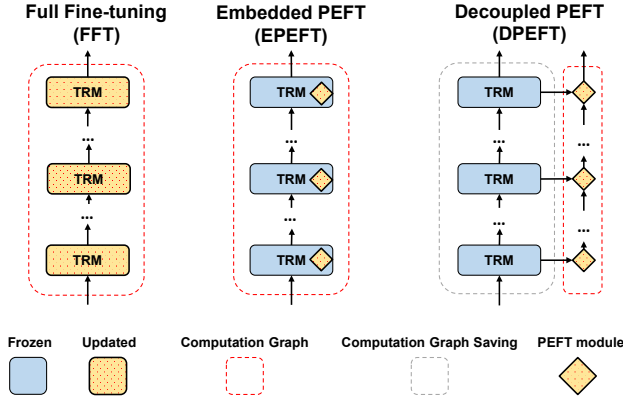 Full Fine-tuning
(FFT)
Embedded PEFT
(EPEFT)
Decoupled PEFT
(DPEFT)
TRM
TRM
TRM
...
...
...
...
TRM
TRM
TRM
...
...
...
...
TRM
TRM
TRM
Frozen
Updated
Computation Graph
Computation Graph Saving
PEFT module